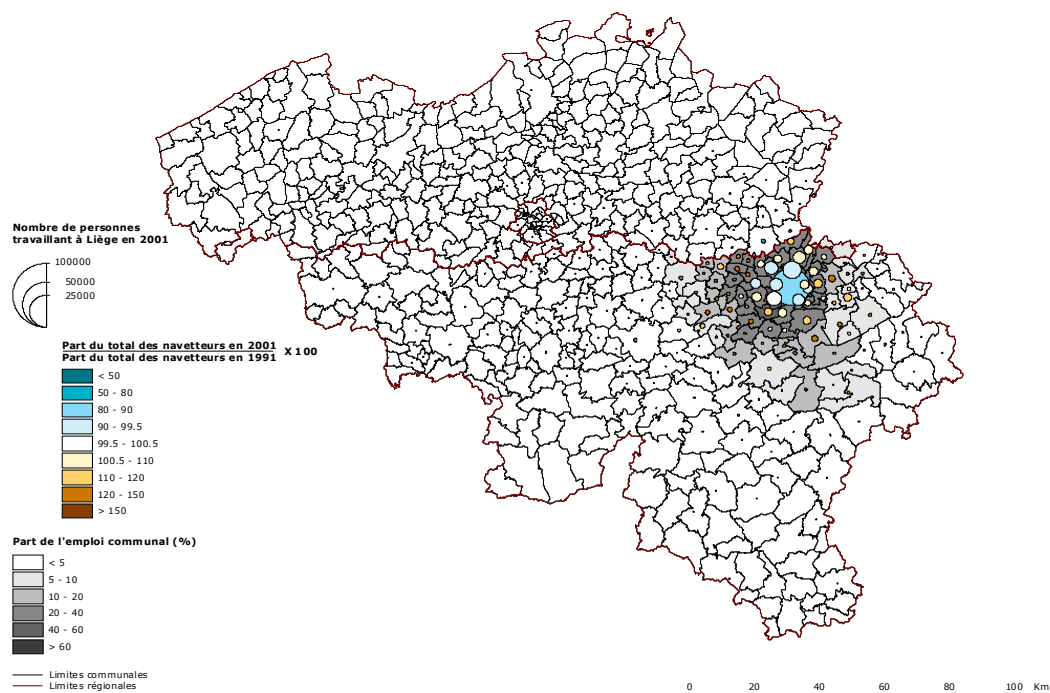 Nombre de personnes
travaillant à Liège en 2001
100000
50000
25000
Part du total des navetteurs en 2001
Part du total des navetteurs en 1991 X 100
< 50
50 - 80
80 - 90
90 - 99.5
99.5 - 100.5
100.5 - 110
110 - 120
120 - 150
> 150
Part de l'emploi communal (%)
< 5
5 - 10
10 - 20
20 - 40
40 - 60
> 60
Limites communales
Limites régionales
0 20 40 60 80 100 Km